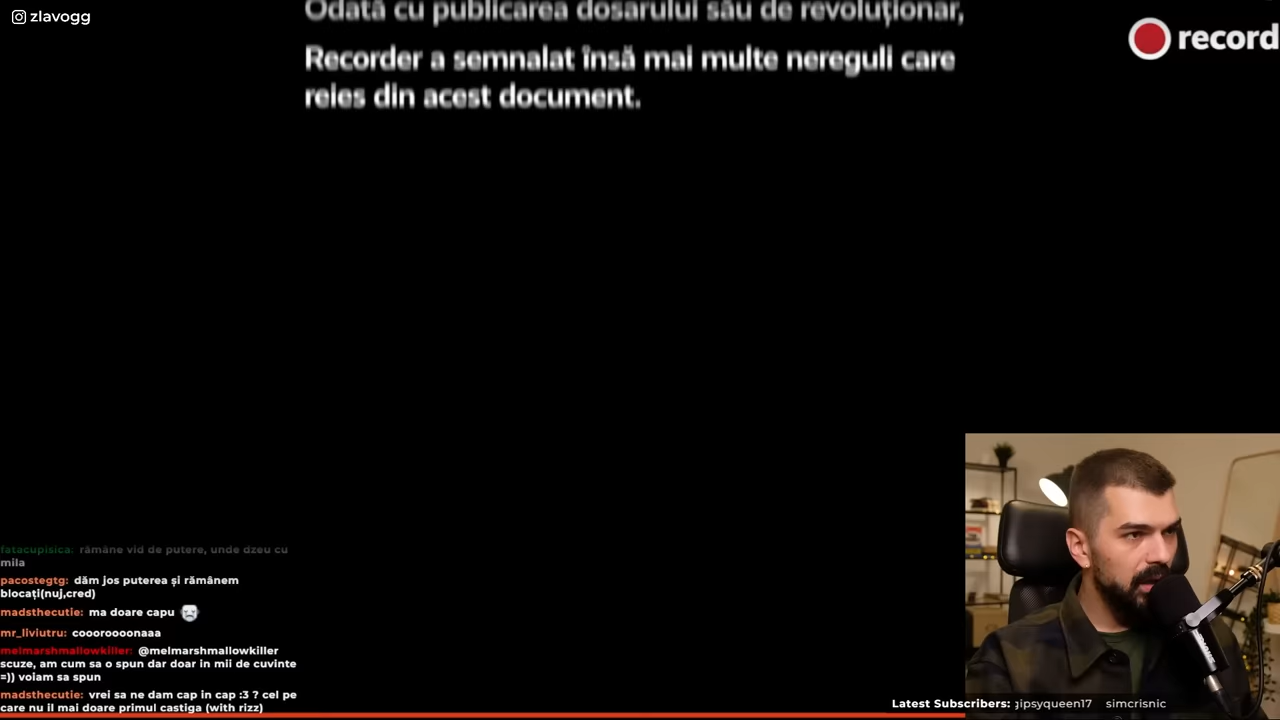 zlavogg
Odată cu publicarea dosarului său de revoluționar,
Recorder a semnalat însă mai multe nereguli care
reies din acest document.
record
fatacupisica: rămâne vid de putere, unde dzeu cu
mila
pacostegtg: dăm jos puterea și rămânem
blocați(nuj,cred)
madsthecutie: ma doare capu
mr_liviutru: coooroooonaaa
melmarshmallowkiller: @melmarshmallowkiller
scuze, am cum sa o spun dar doar in mii de cuvinte
=)) voiam sa spun
madsthecutie: vrei sa ne dam cap in cap :3 ? cel pe
care nu il mai doare primul castiga (with rizz)
Latest Subscribers: gipsyqueen17 simcrisnic